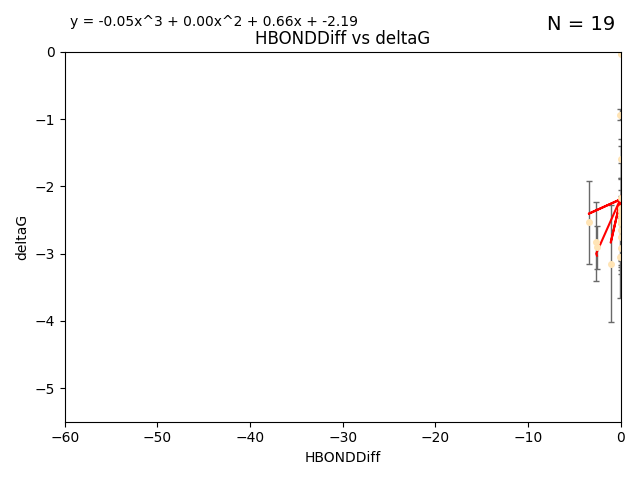 y = -0.05x^3 + 0.00x^2 + 0.66x + -2.19
N = 19
HBONDDiff vs deltaG
0
−1
−2
−3
−4
−5
deltaG
−60
−50
−40
−30
−20
−10
0
HBONDDiff